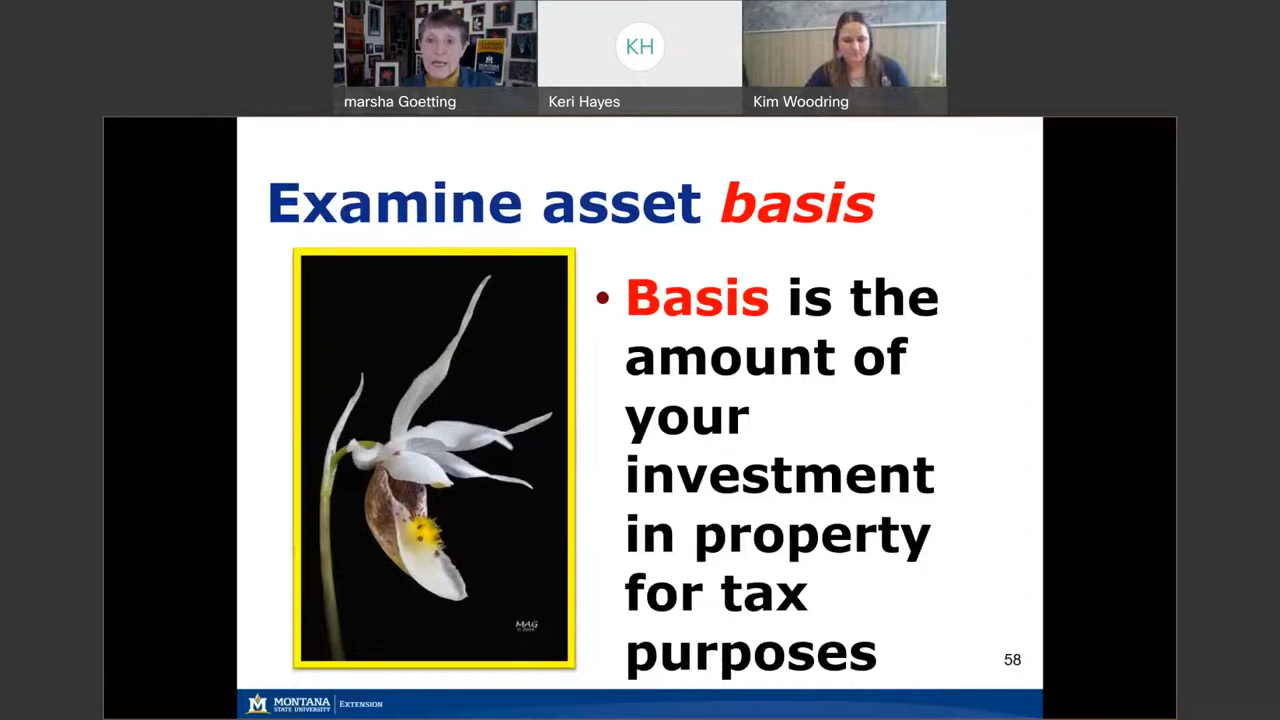 KH
marsha Goetting
Keri Hayes
Kim Woodring
Examine asset basis
• Basis is the
amount of
your
investment
in property
for tax
purposes
MAG
58
MONTANA
STATE UNIVERSITY
EXTENSION